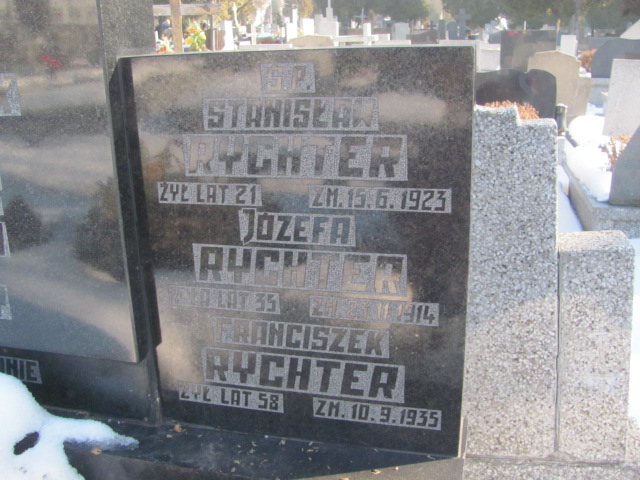 Ś.P.
STANISŁAW
RYCHTER
ŻYŁ LAT 21 ZM. 15. 6. 1923
JÓZEFA
RYCHTER
LAT 35 1914
FRANCISZEK
RYCHTER
ŻYŁ LAT 58 ZM. 10. 9. 1935